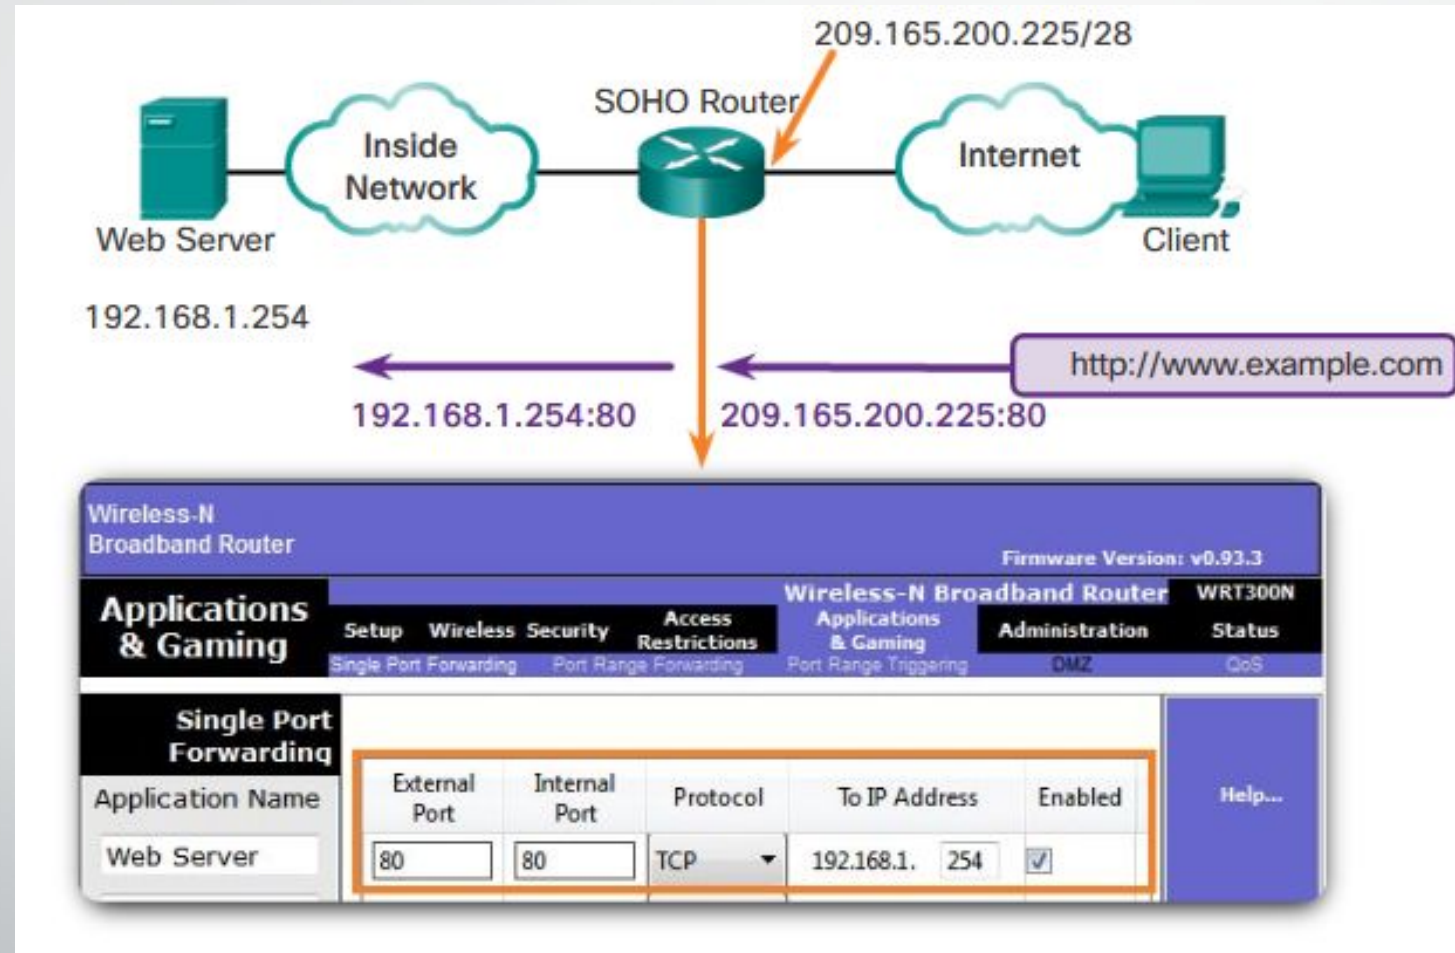 209.165.200.225/28
SOHO Router
Inside
Network
Internet
Web Server
Client
192.168.1.254
http://www.example.com
192.168.1.254:80
209.165.200.225:80
Wireless-N
Broadband Router
Firmware Version: v0.93.3
Wireless-N Broadband Router WRT300N
Applications
& Gaming
Setup Wireless Security Access
Restrictions Applications
& Gaming Administration Status
Single Port Forwarding Port Range Forwarding Port Range Triggering DMZ QoS
Single Port
Forwarding
Application Name
External
Port Internal
Port Protocol To IP Address Enabled
Help...
Web Server 80 80 TCP 192.168.1. 254